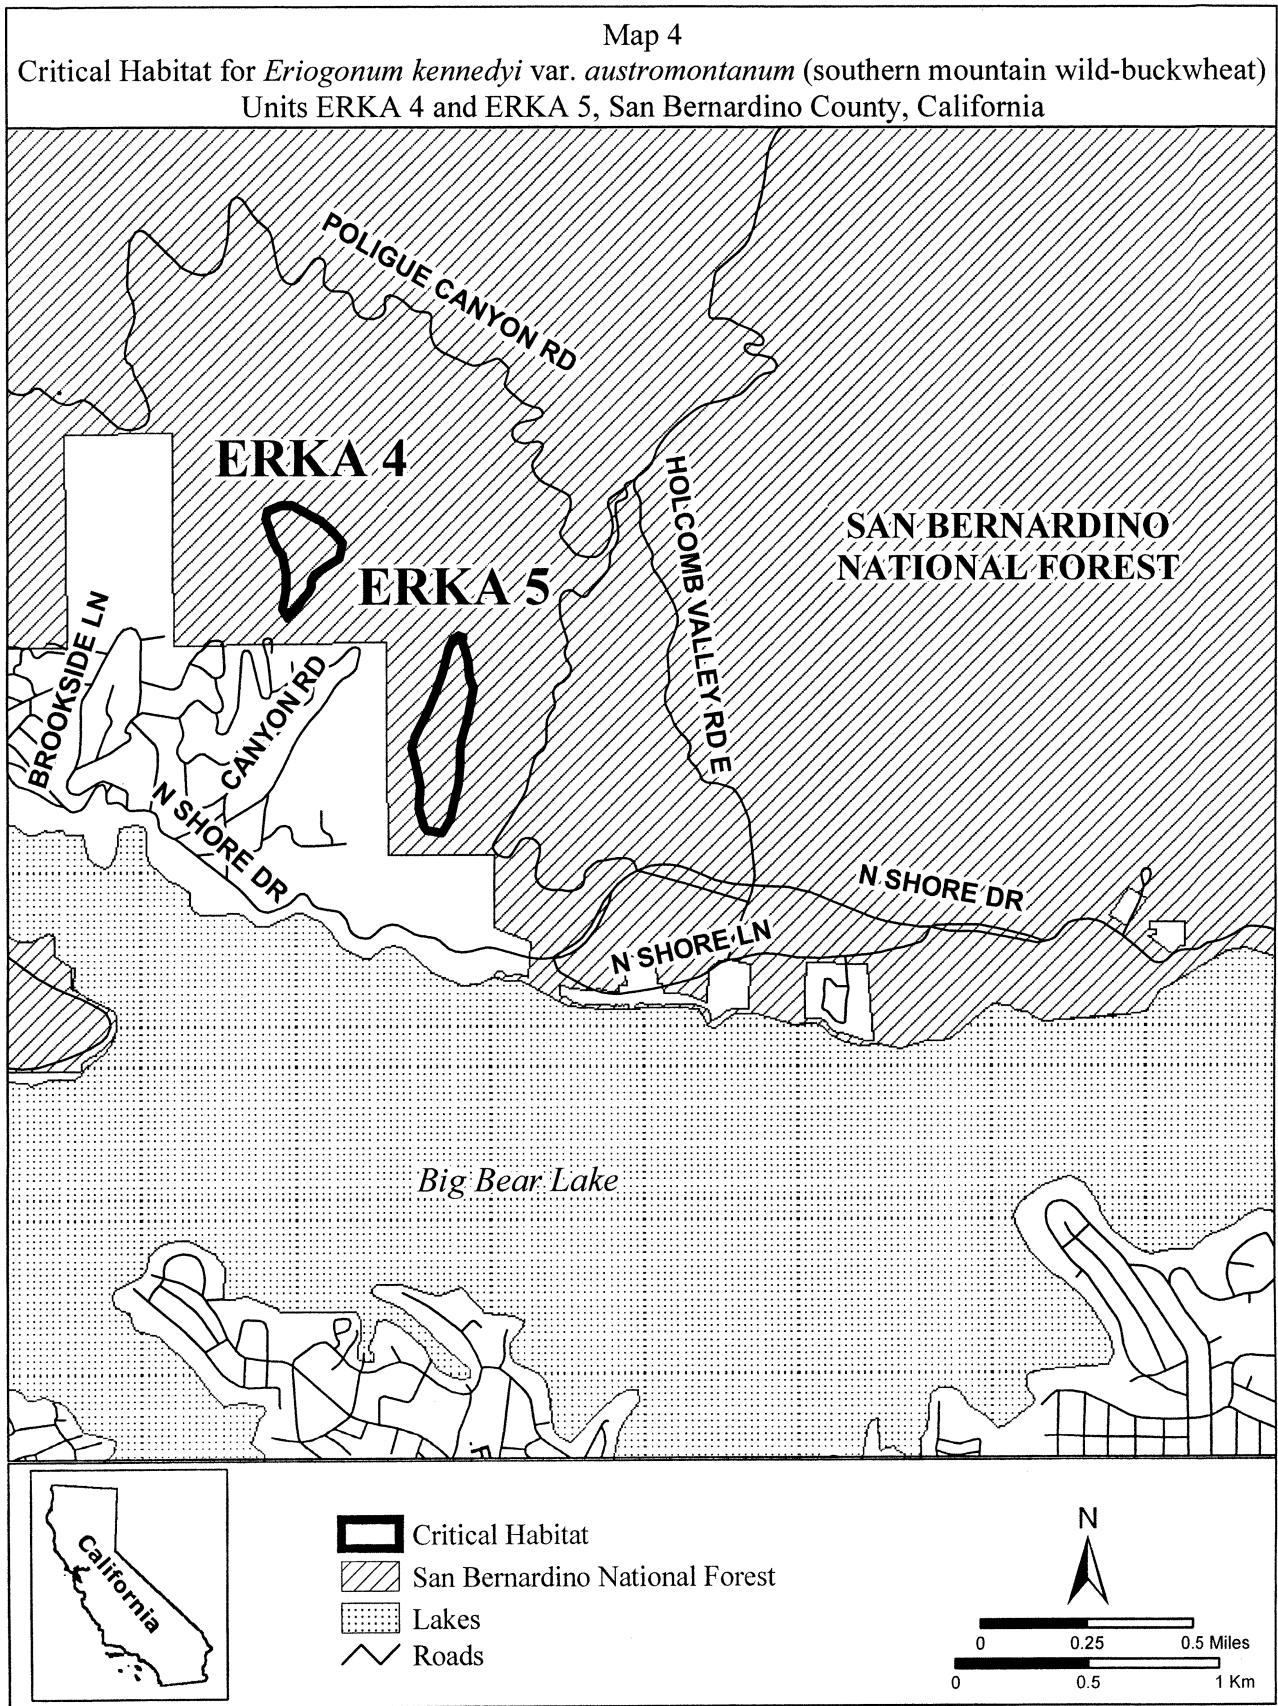 Map 4
Critical Habitat for Eriogonum kennedyi var. austromontanum (southern mountain wild-buckwheat)
Units ERKA 4 and ERKA 5, San Bernardino County, California
POLIGUE CANYON RD
ERKA 4
HOLCOMB VALLEY RD E
SAN BERNARDINO
NATIONAL FOREST
ERKA 5
BROOKSIDE LN
CANYON RD
N SHORE DR
N SHORE DR
N SHORE LN
Big Bear Lake
California
Critical Habitat
San Bernardino National Forest
Lakes
Roads
N
0 0.25 0.5 Miles
0 0.5 1 Km